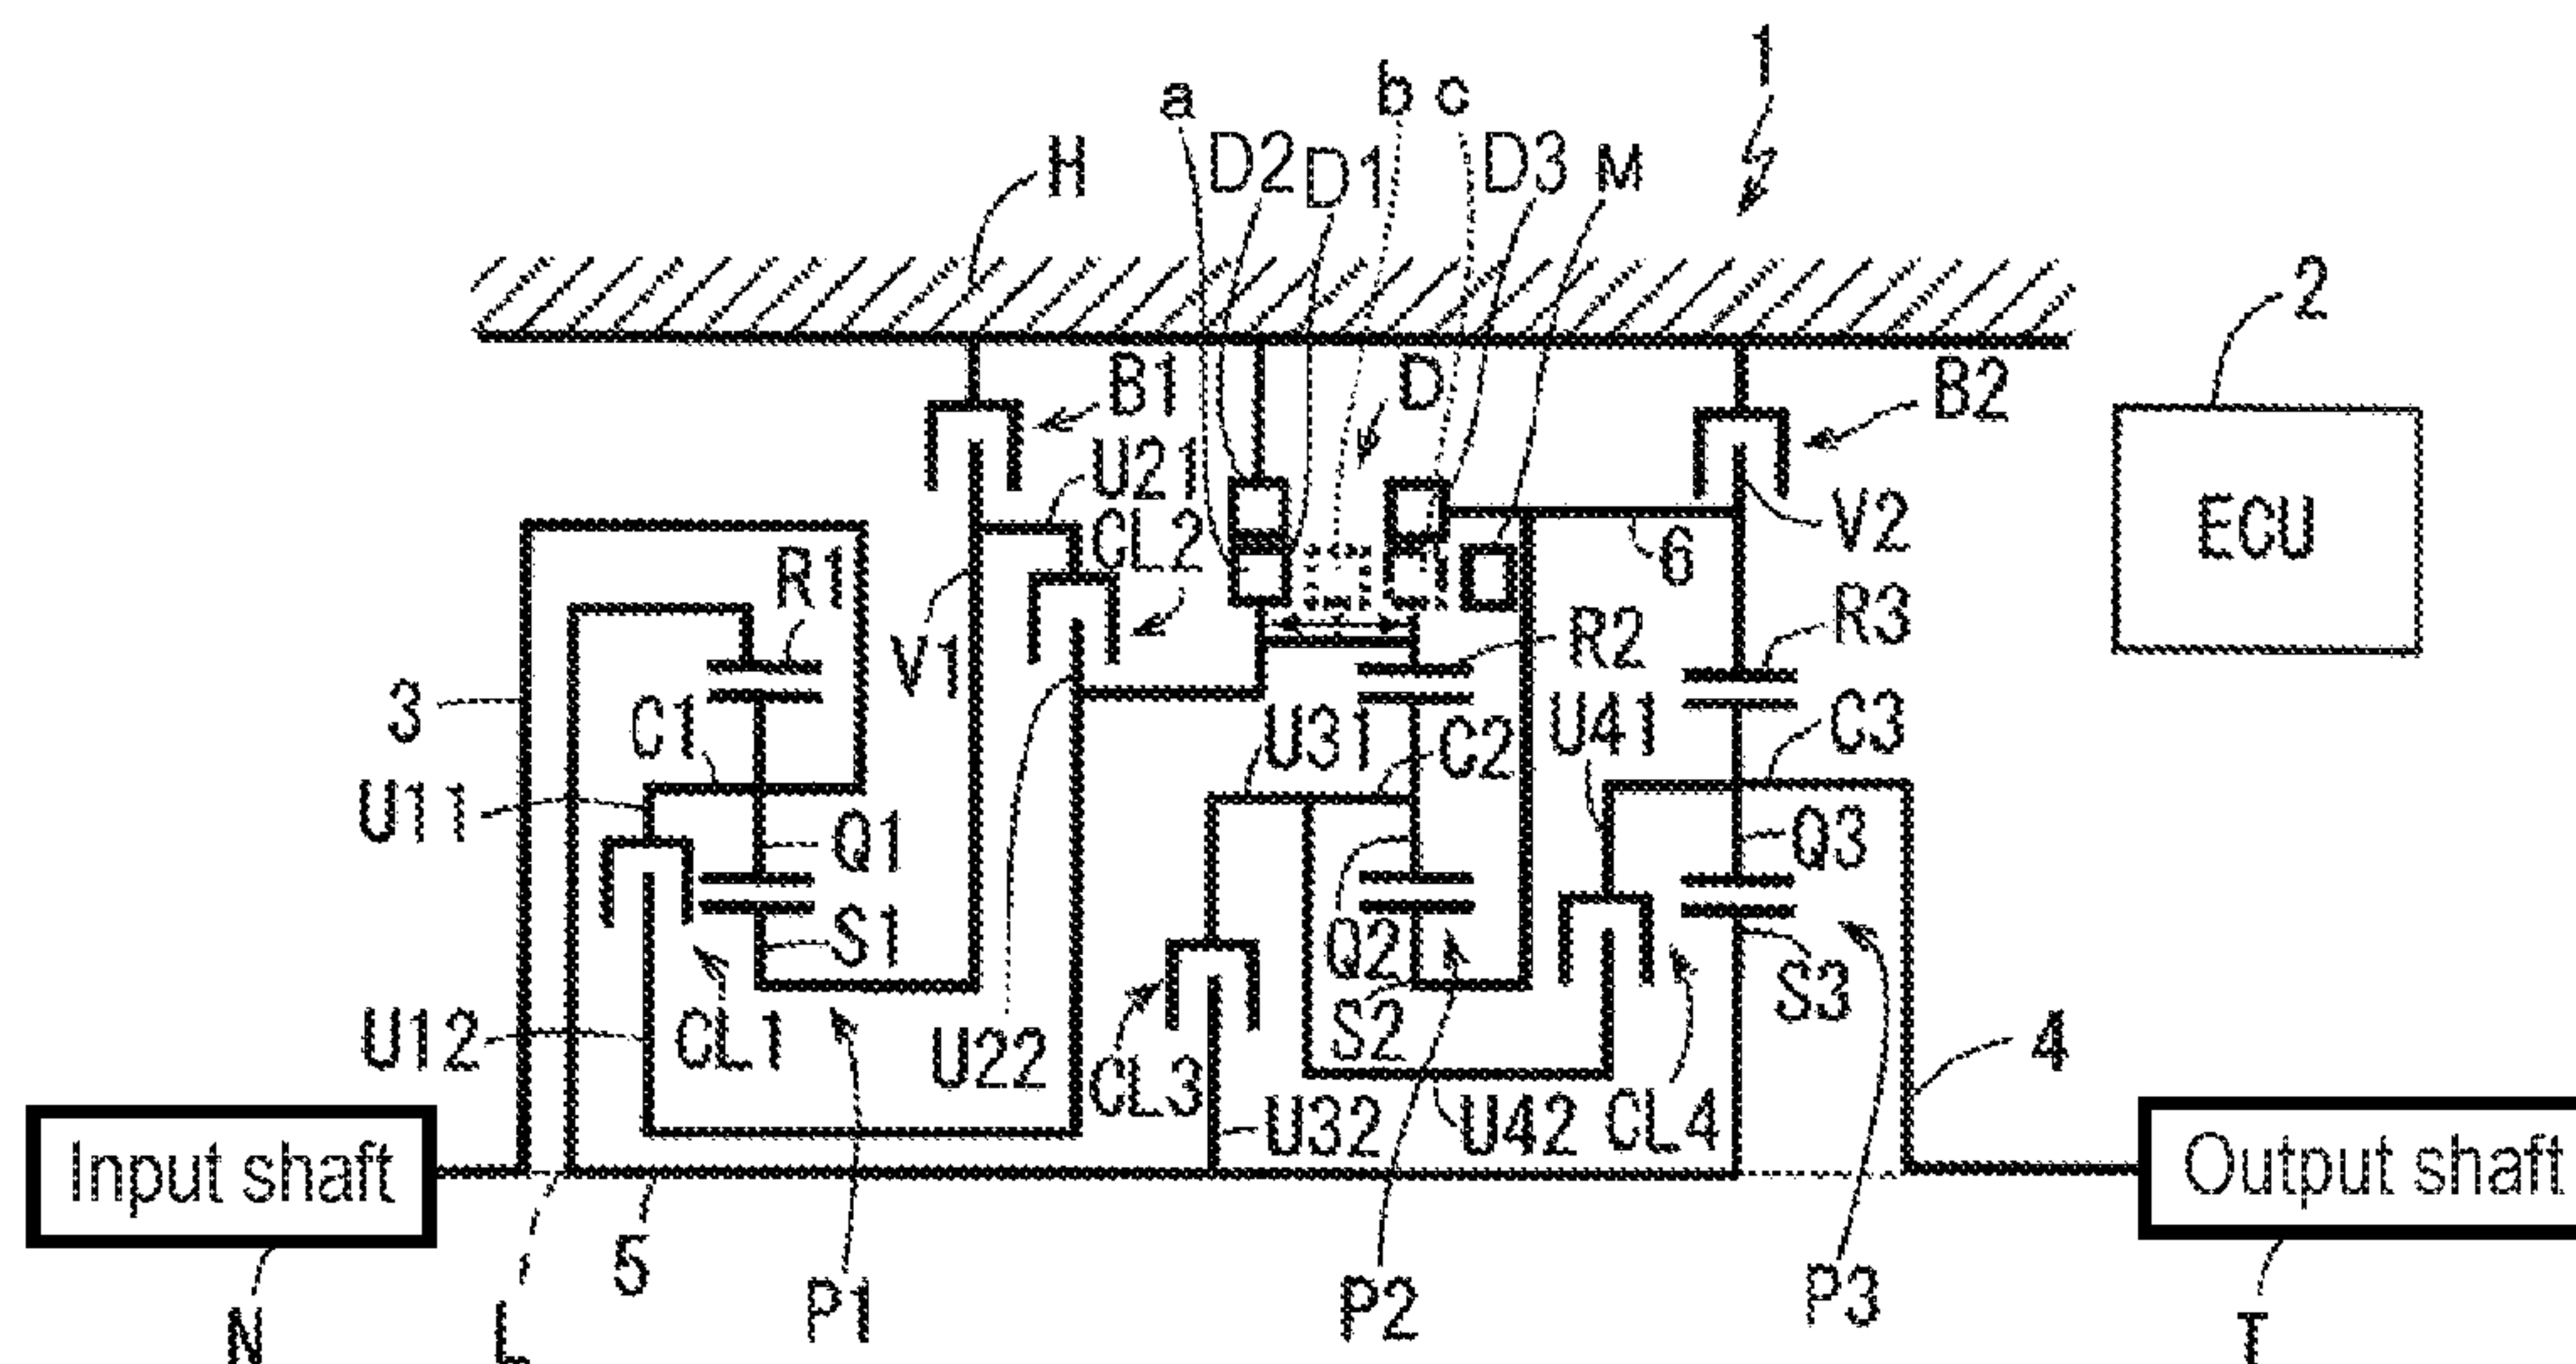 1
a
b c
D2 D1
D3 M
H
2
B1
D
B2
U21
CL2
V2
ECU
6
R1
R3
V1
R2
3
C1
U31
C2
U41
C3
U11
Q1
Q3
S1
Q2
S3
S2
U12
CL1
U22
CL3
4
U32
U42
CL4
Input shaft
Output shaft
5
P1
P2
P3
N
L
T